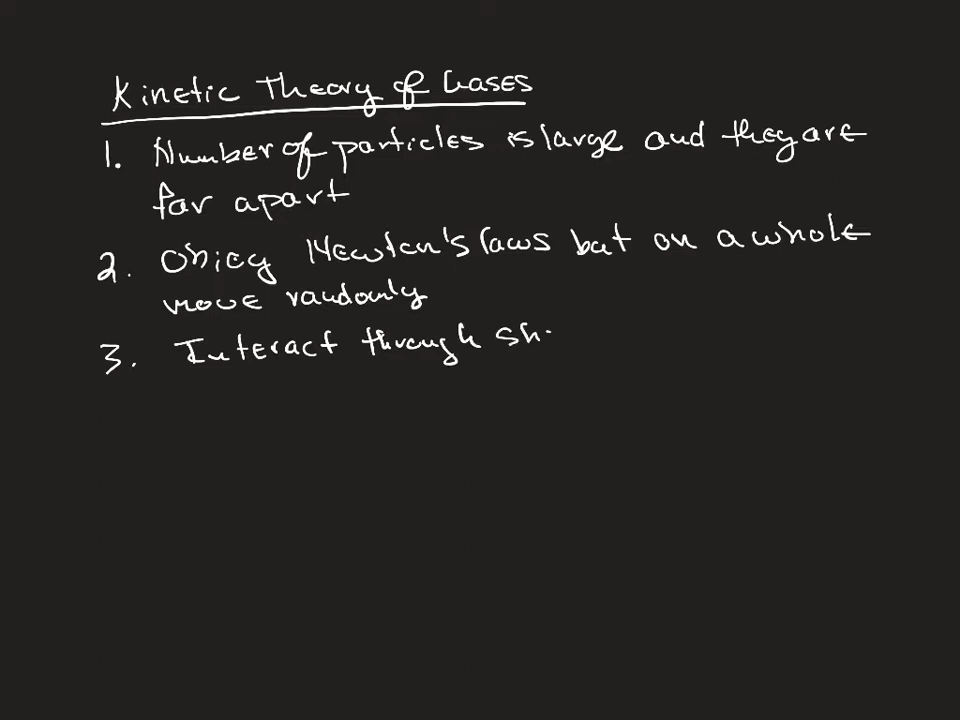 Kinetic Theory of Gases
1. Number of particles is large and they are
far apart
2. Obey Newton's laws but on a whole
move randomly
3. Interact through sh